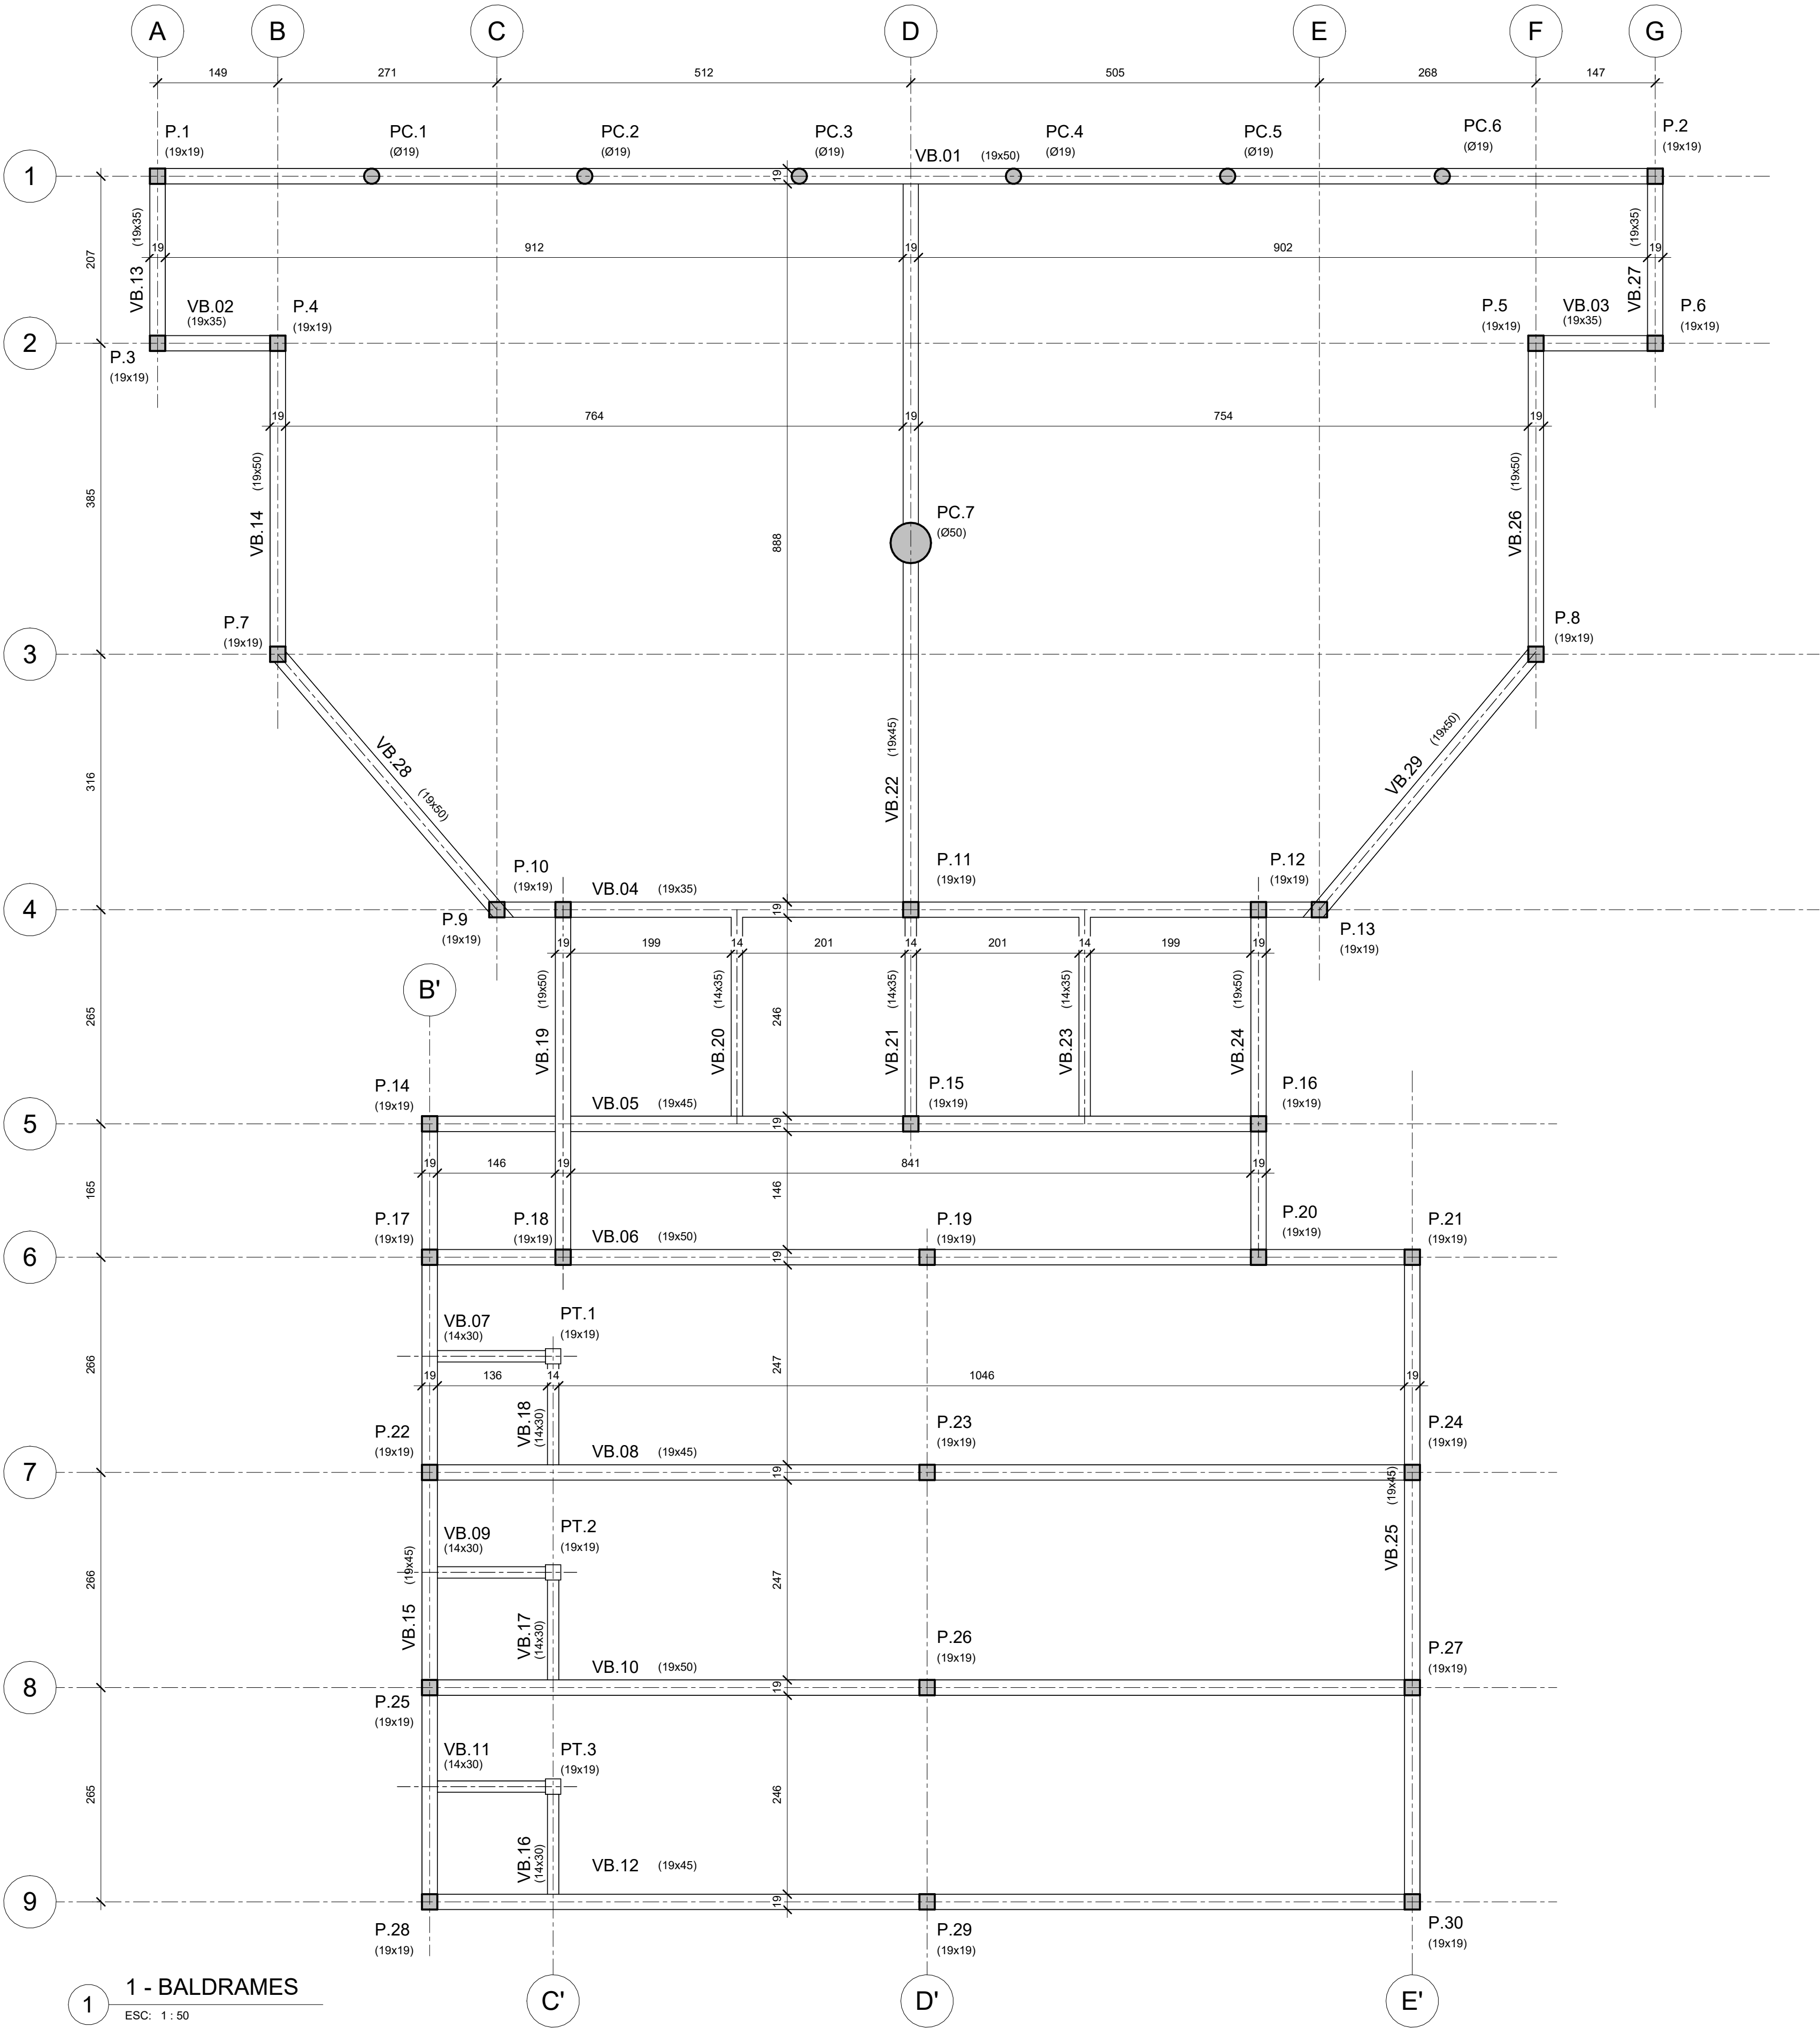 A
B
C
D
E
F
G
149
271
512
505
268
147
P.1
(19x19)
PC.1
(Ø19)
PC.2
(Ø19)
PC.3
(Ø19)
VB.01 (19x50)
PC.4
(Ø19)
PC.5
(Ø19)
PC.6
(Ø19)
P.2
(19x19)
1
19
207
VB.13 (19x35)
19
912
19
902
19
VB.27 (19x35)
VB.02
(19x35)
P.4
(19x19)
P.5
(19x19)
VB.03
(19x35)
P.6
(19x19)
2
P.3
(19x19)
19
764
19
754
19
385
VB.14 (19x50)
888
PC.7
(Ø50)
VB.26 (19x50)
P.7
(19x19)
P.8
(19x19)
3
316
VB.28 (19x50)
VB.22 (19x45)
VB.29 (19x50)
P.10
(19x19)
VB.04 (19x35)
P.11
(19x19)
P.12
(19x19)
4
P.9
(19x19)
19
P.13
(19x19)
19
199
14
201
14
201
14
199
19
B'
265
VB.19 (19x50)
VB.20 (14x35)
246
VB.21 (14x35)
VB.23 (14x35)
VB.24 (19x50)
P.14
(19x19)
VB.05 (19x45)
P.15
(19x19)
P.16
(19x19)
5
19
19
146
19
841
19
165
146
P.17
(19x19)
P.18
(19x19)
VB.06 (19x50)
P.19
(19x19)
P.20
(19x19)
P.21
(19x19)
6
19
VB.07
(14x30)
PT.1
(19x19)
266
247
19
136
14
1046
19
P.22
(19x19)
VB.18
(14x30)
VB.08 (19x45)
P.23
(19x19)
P.24
(19x19)
7
19
VB.25 (19x45)
VB.09
(14x30)
PT.2
(19x19)
266
VB.15 (19x45)
247
VB.17
(14x30)
VB.10 (19x50)
P.26
(19x19)
P.27
(19x19)
8
19
P.25
(19x19)
VB.11
(14x30)
PT.3
(19x19)
265
246
VB.16
(14x30)
VB.12 (19x45)
9
19
P.28
(19x19)
P.29
(19x19)
P.30
(19x19)
C'
D'
E'
1
1 - BALDRAMES
ESC: 1 : 50